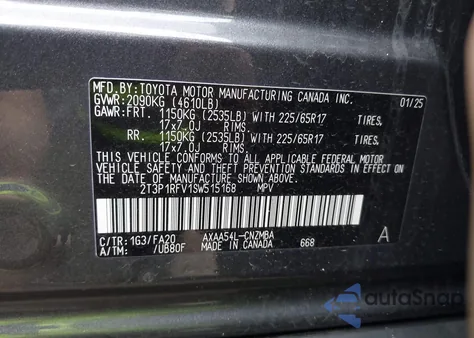 MFD. BY:TOYOTA MOTOR MANUFACTURING CANADA INC.
GVWR:2090KG (4610LB) 01/25
GAWR:FRT. 1150KG (2535LB) WITH 225/65R17 TIRES,
17x7.0J RIMS.
RR. 1150KG (2535LB) WITH 225/65R17 TIRES,
17x7.0J RIMS.
THIS VEHICLE CONFORMS TO ALL APPLICABLE FEDERAL MOTOR
VEHICLE SAFETY AND THEFT PREVENTION STANDARDS IN EFFECT
ON THE DATE OF MANUFACTURE SHOWN ABOVE.
2T3P1RFV1SW515168 MPV
C/TR:1G3/FA20 AXAA54L-CNZMBA A
A/TM: /UB80F MADE IN CANADA 668
autoSnap